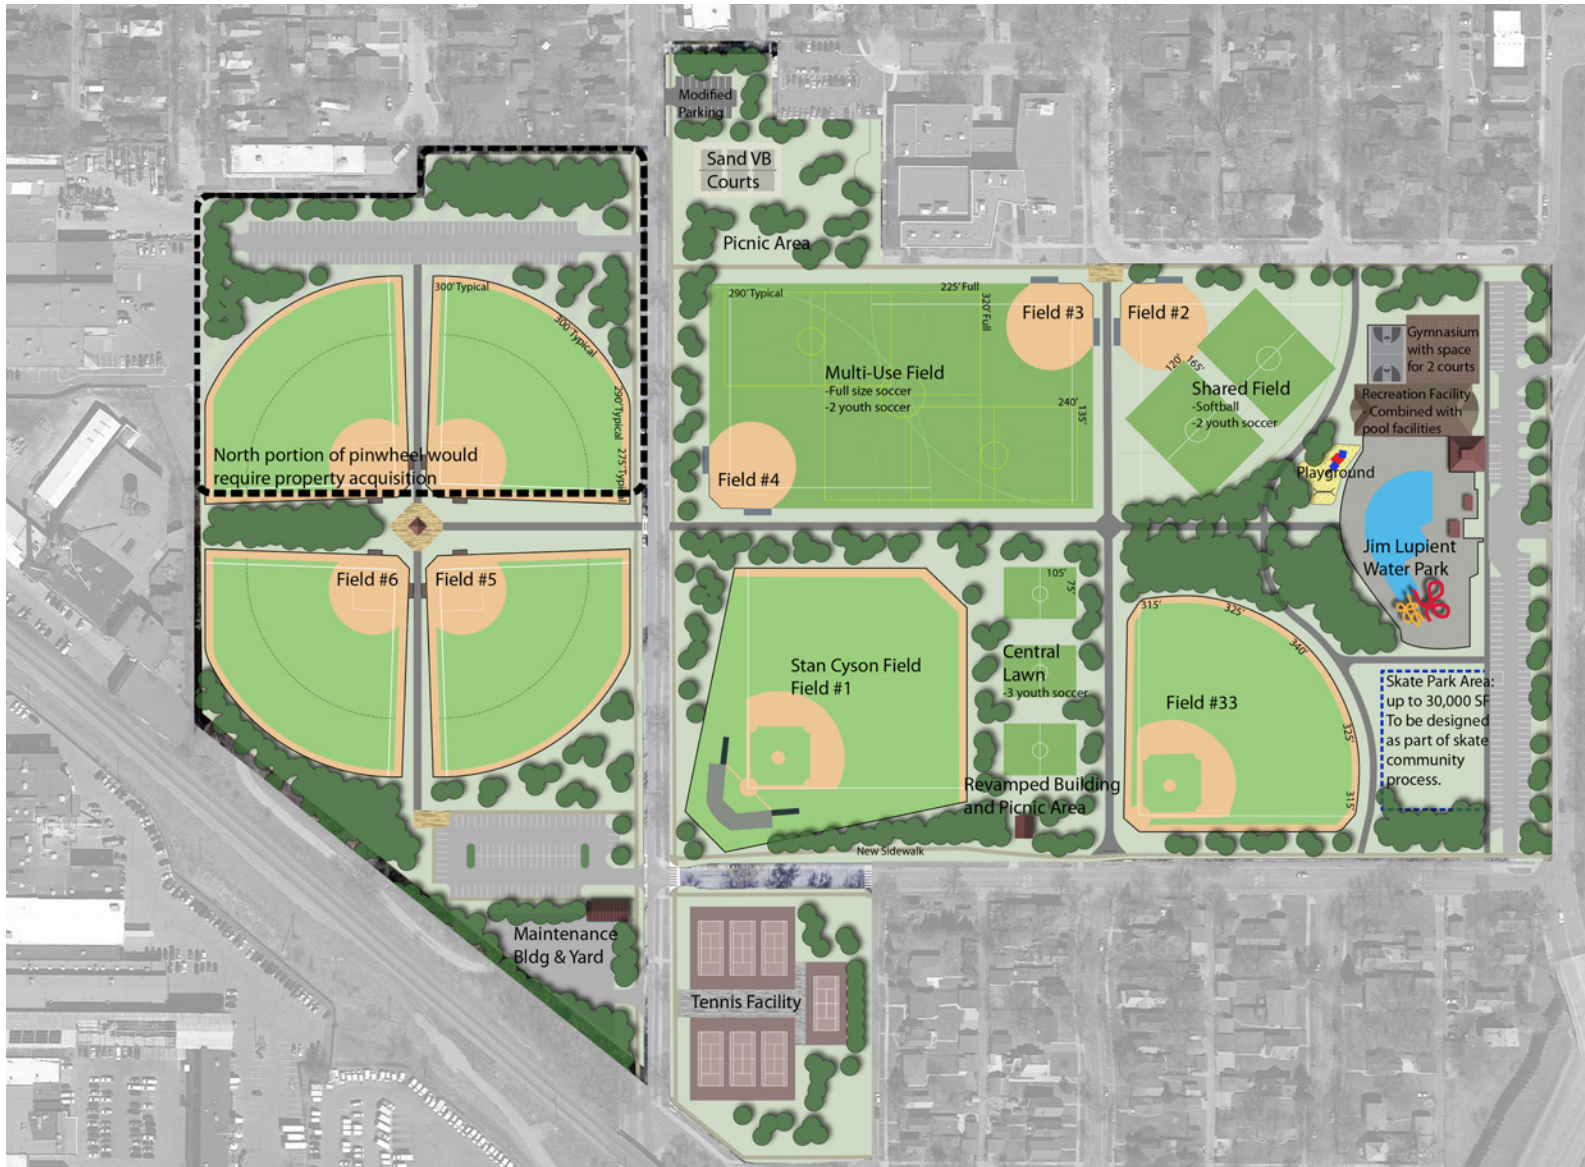 Modified
Parking
Sand VB
Courts
Picnic Area
300' Typical
300' Typical
290' Typical
275' Typical
North portion of pinwheel would
require property acquisition
290' Typical
225' Full
320' Full
Field #3
Field #2
Multi-Use Field
-Full size soccer
-2 youth soccer
240'
135'
Field #4
120'
165'
Shared Field
-Softball
-2 youth soccer
Gymnasium
with space
for 2 courts
Recreation Facility
- Combined with
pool facilities
Playground
Jim Lupient
Water Park
Field #6
Field #5
Stan Cyson Field
Field #1
105'
75'
Central
Lawn
-3 youth soccer
Revamped Building
and Picnic Area
315'
325'
340'
325'
315'
Field #33
Skate Park Area:
up to 30,000 SF
To be designed
as part of skate
community
process.
New Sidewalk
Maintenance
Bldg & Yard
Tennis Facility